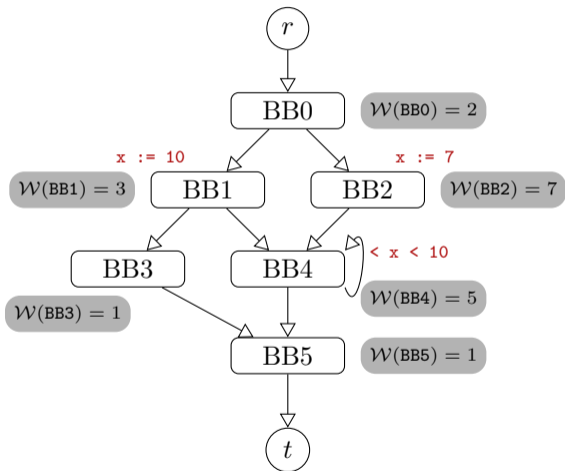 r
BB0
𝒲(BB0) = 2
x := 10
x := 7
𝒲(BB1) = 3
BB1
BB2
𝒲(BB2) = 7
< x < 10
BB3
BB4
𝒲(BB3) = 1
𝒲(BB4) = 5
BB5
𝒲(BB5) = 1
t